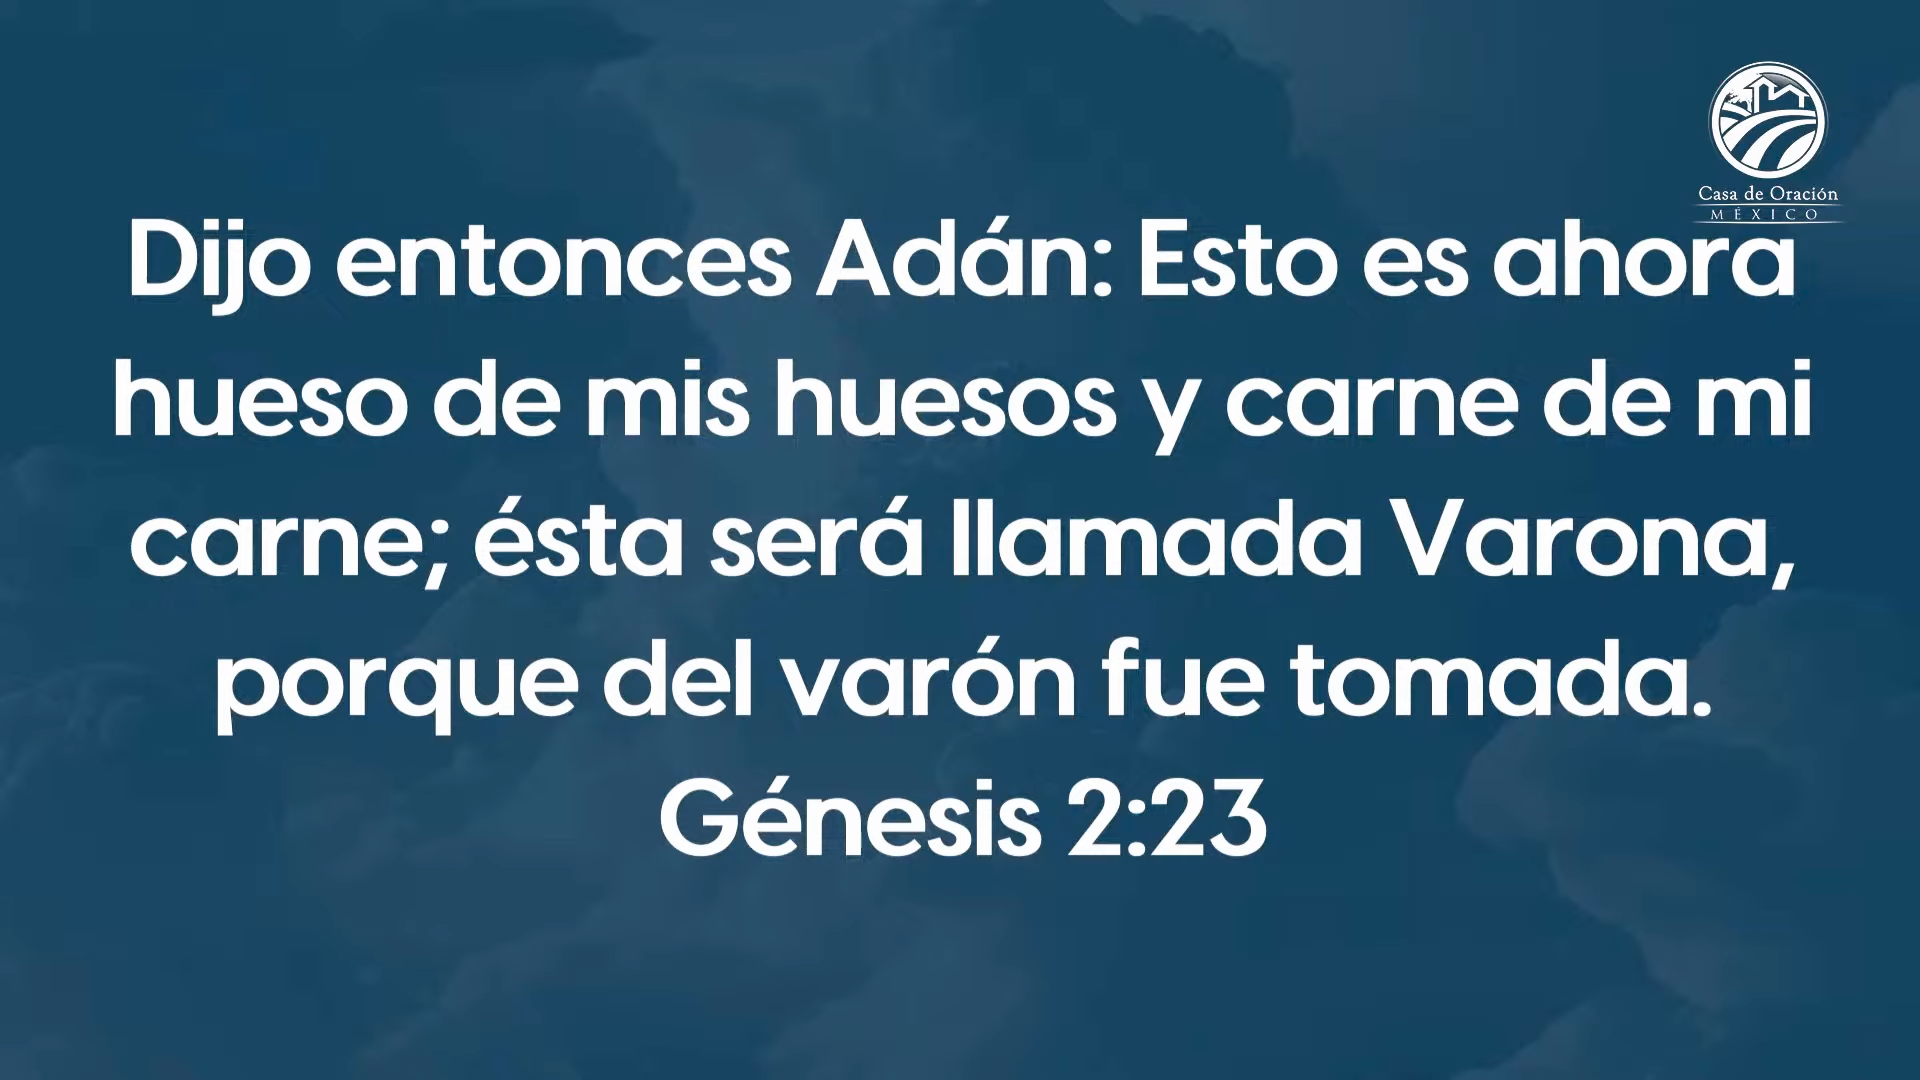 Casa de Oración
MÉXICO
Dijo entonces Adán: Esto es ahora
hueso de mis huesos y carne de mi
carne; ésta será llamada Varona,
porque del varón fue tomada.
Génesis 2:23